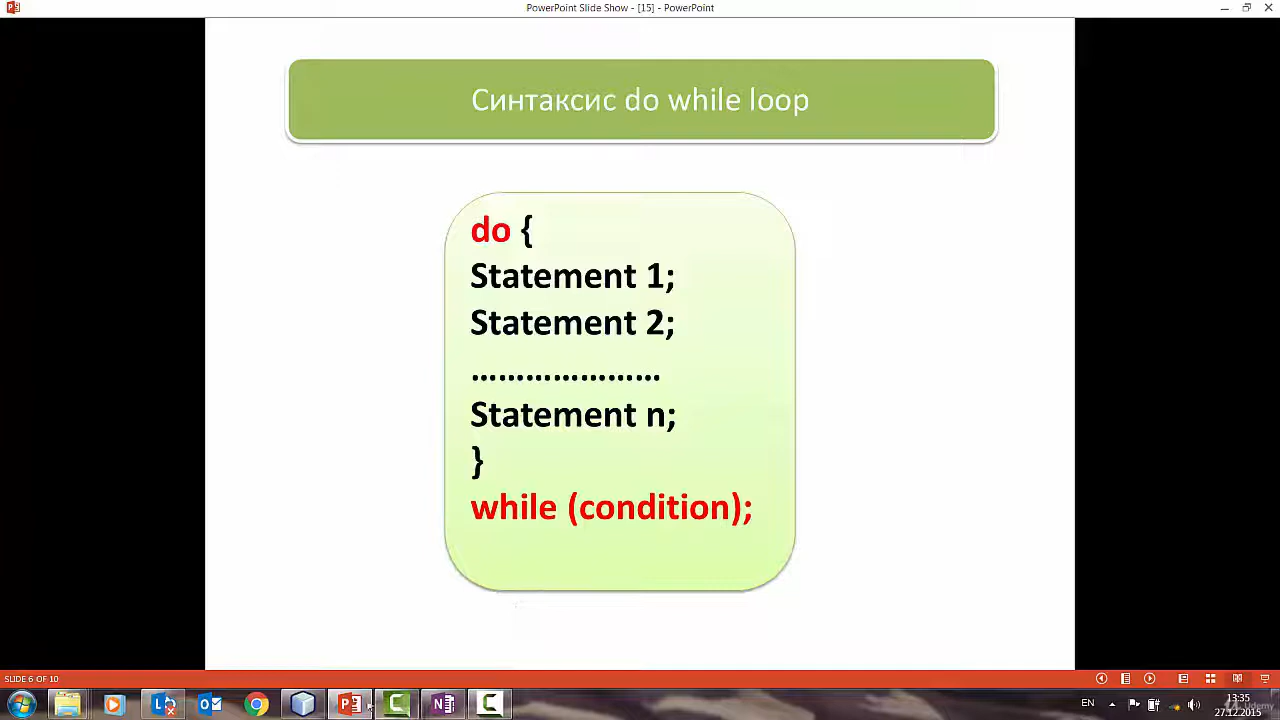 PowerPoint Slide Show - [15] - PowerPoint
Синтаксис do while loop
do {
Statement 1;
Statement 2;
…………………
Statement n;
}
while (condition);
SLIDE 6 OF 10
EN
13:35
27.12.2015
Udemy